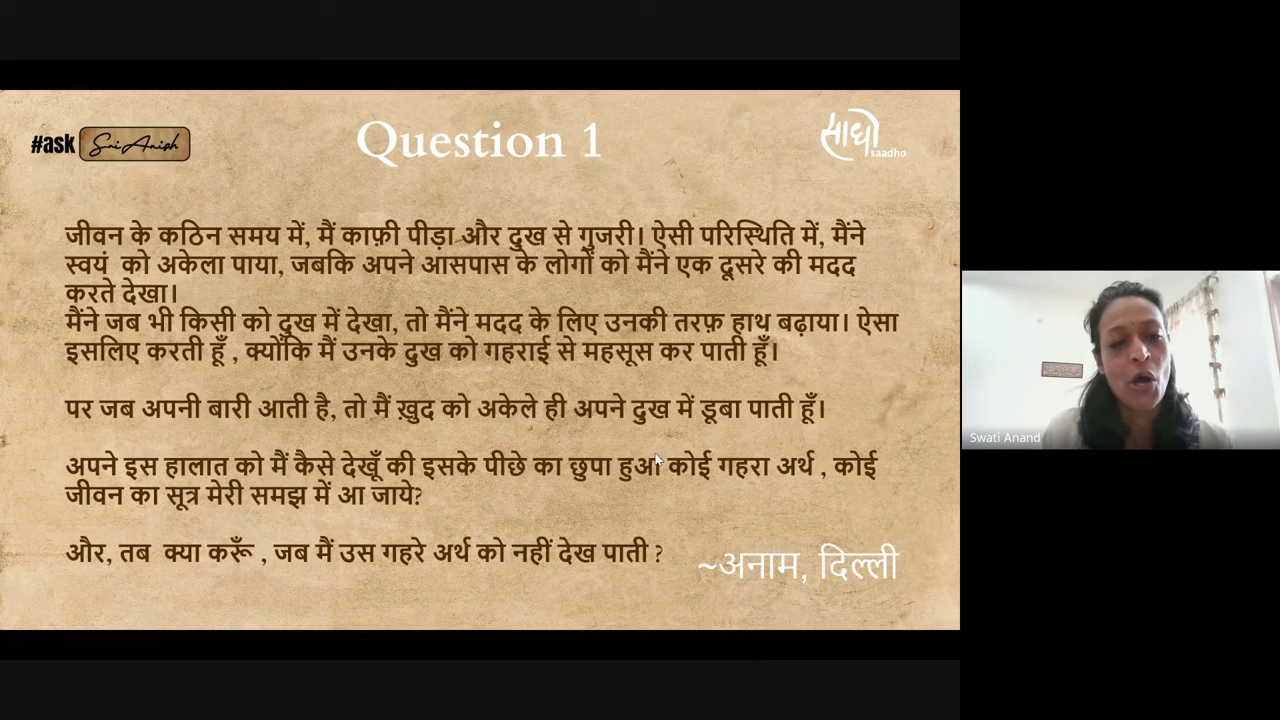 #ask Sri Anish
Question 1
साधो
saadho
जीवन के कठिन समय में, मैं काफ़ी पीड़ा और दुख से गुजरी। ऐसी परिस्थिति में, मैंने
स्वयं  को अकेला पाया, जबकि अपने आसपास के लोगों को मैंने एक दूसरे की मदद
करते देखा।
मैंने जब भी किसी को दुख में देखा, तो मैंने मदद के लिए उनकी तरफ़ हाथ बढ़ाया। ऐसा
इसलिए करती हूँ , क्योंकि मैं उनके दुख को गहराई से महसूस कर पाती हूँ।
पर जब अपनी बारी आती है, तो मैं ख़ुद को अकेले ही अपने दुख में डूबा पाती हूँ।
अपने इस हालात को मैं कैसे देखूँ की इसके पीछे का छुपा हुआ कोई गहरा अर्थ , कोई
जीवन का सूत्र मेरी समझ में आ जाये?
और, तब  क्या करूँ , जब मैं उस गहरे अर्थ को नहीं देख पाती ?
~अनाम, दिल्ली
Swati Anand